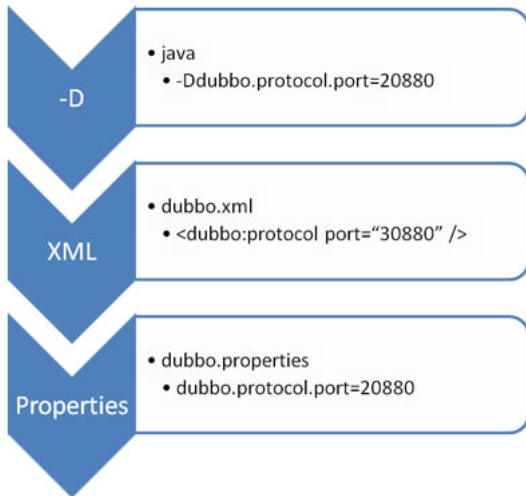 -D
• java
• -Ddubbo.protocol.port=20880
XML
• dubbo.xml
• <dubbo:protocol port=“30880” />
Properties
• dubbo.properties
• dubbo.protocol.port=20880